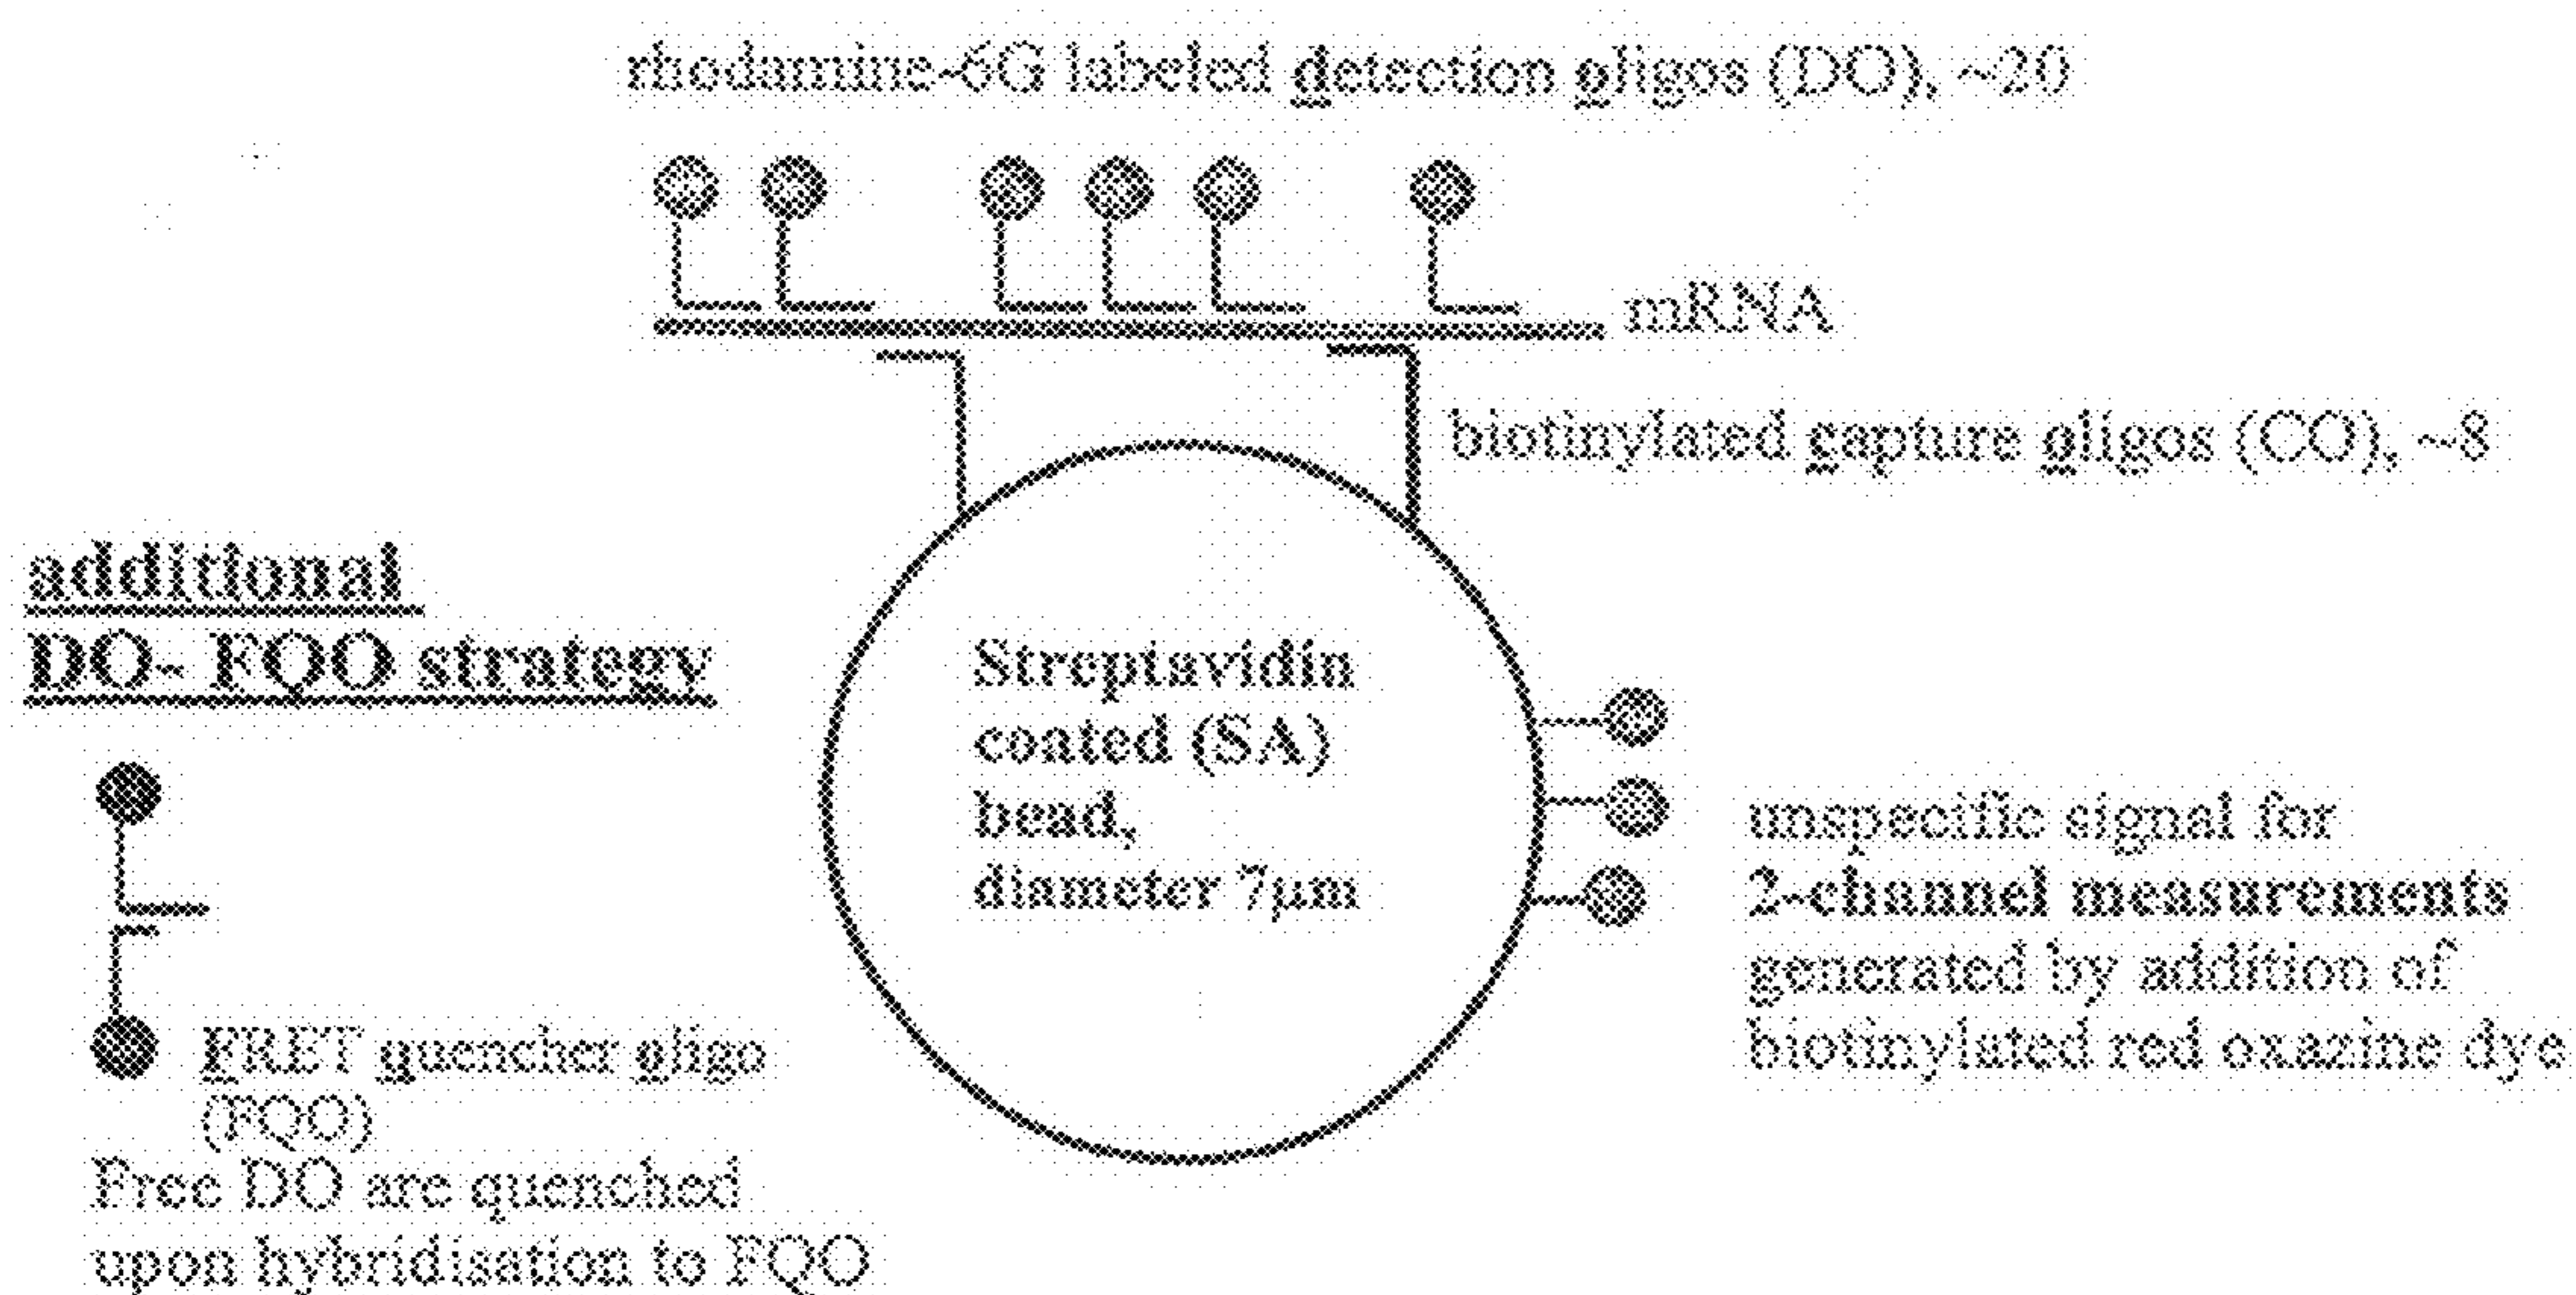 rhodamine-6G labeled detection oligos (DO), ~20
mRNA
biotinylated capture oligos (CO), ~8
additional
DO- FQO strategy
Streptavidin
coated (SA)
bead,
diameter 7µm
unspecific signal for
2-channel measurements
generated by addition of
biotinylated red oxazine dye
FRET quencher oligo
(FQO)
Free DO are quenched
upon hybridisation to FQO